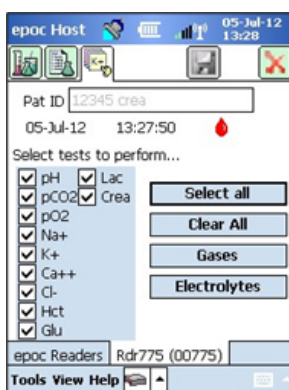 epoc Host 05-Jul-12 13:28
K+
Pat ID 12345 crea
05-Jul-12 13:27:50
Select tests to perform...
pH Lac
pCO2 Crea
pO2
Na+
K+
Ca++
Cl-
Hct
Glu
Select all
Clear All
Gases
Electrolytes
epoc Readers Rdr775 (00775)
Tools View Help